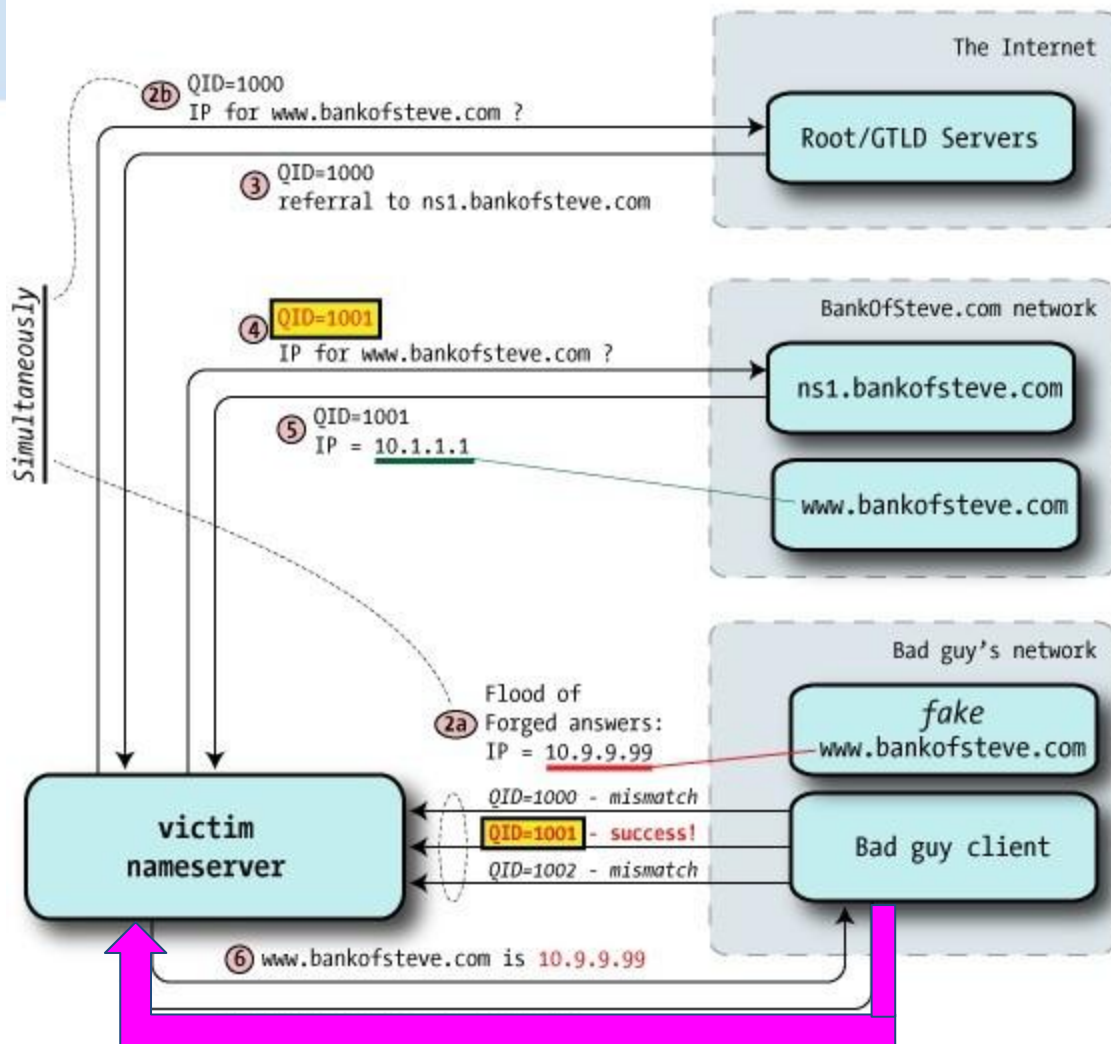 The Internet
2b QID=1000
IP for www.bankofsteve.com ?
Root/GTLD Servers
3 QID=1000
referral to ns1.bankofsteve.com
Simultaneously
BankOfSteve.com network
4 QID=1001
IP for www.bankofsteve.com ?
ns1.bankofsteve.com
5 QID=1001
IP = 10.1.1.1
www.bankofsteve.com
Bad guy's network
2a Flood of
Forged answers:
IP = 10.9.9.99
fake
www.bankofsteve.com
QID=1000 - mismatch
QID=1001 - success!
QID=1002 - mismatch
victim
nameserver
Bad guy client
6 www.bankofsteve.com is 10.9.9.99